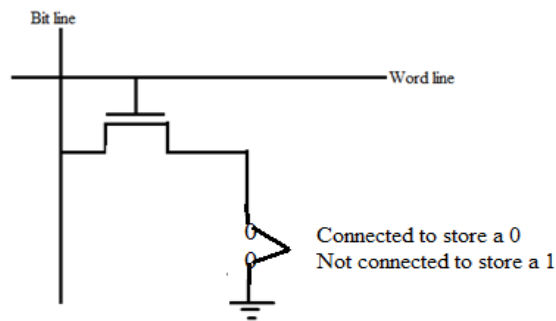 Bit line
Word line
Connected to store a 0
Not connected to store a 1